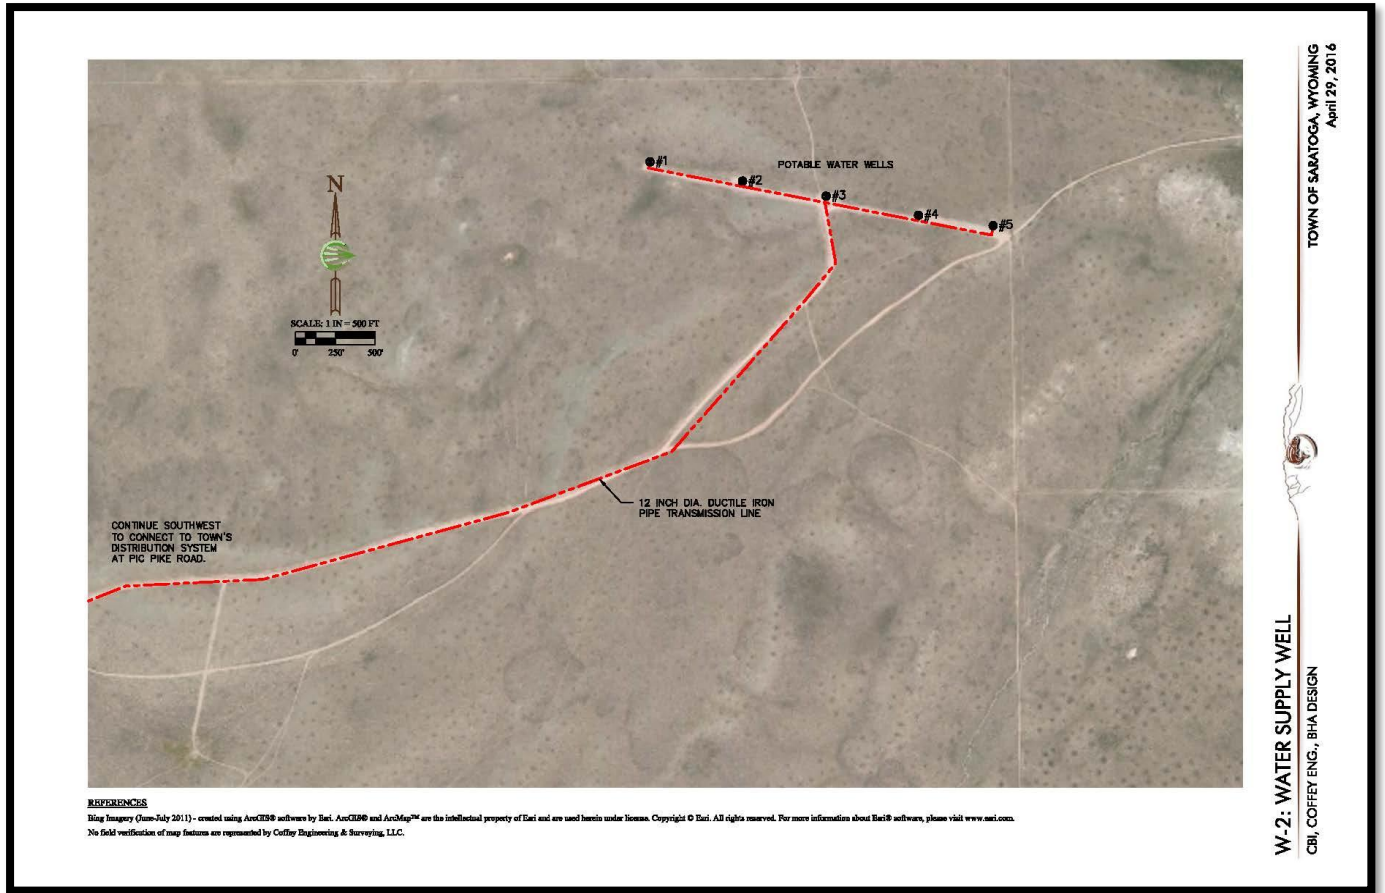 #1
POTABLE WATER WELLS
#2
#3
#4
#5
N
SCALE: 1 IN = 500 FT
0' 250' 500'
12 INCH DIA. DUCTILE IRON
PIPE TRANSMISSION LINE
CONTINUE SOUTHWEST
TO CONNECT TO TOWN'S
DISTRIBUTION SYSTEM
AT PIC PIKE ROAD.
REFERENCES
Bing Imagery (June-July 2011) - created using ArcGIS® software by Esri. ArcGIS® and ArcMap™ are the intellectual property of Esri and are used herein under license. Copyright © Esri. All rights reserved. For more information about Esri® software, please visit www.esri.com.
No field verification of map features are represented by Coffey Engineering & Surveying, LLC.
W-2: WATER SUPPLY WELL
CBI, COFFEY ENG., BHA DESIGN
TOWN OF SARATOGA, WYOMING
April 29, 2016